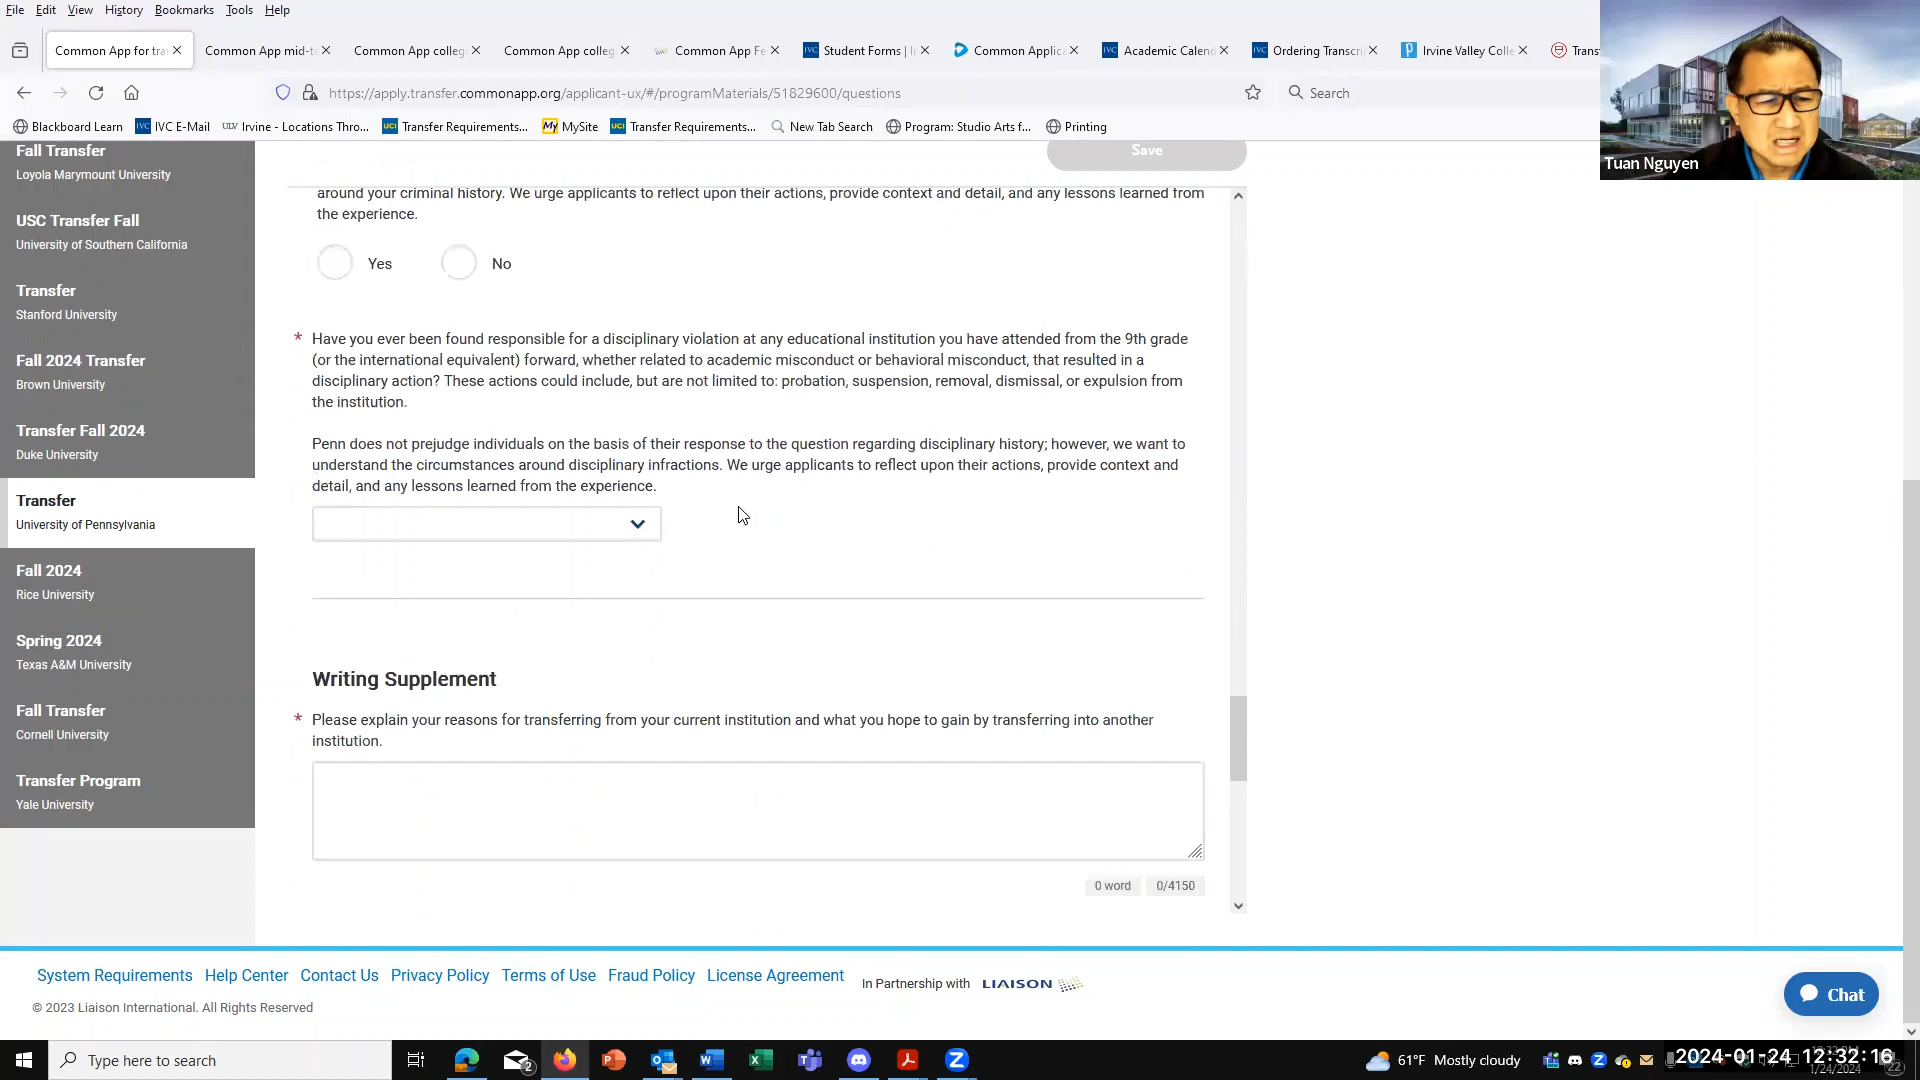 File Edit View History Bookmarks Tools Help
Common App for tra
Common App mid-t
Common App colleg
Common App colleg
Common App Fe
Student Forms | I
Common Applica
Academic Calend
Ordering Transcri
Irvine Valley Colle
Trans
https://apply.transfer.commonapp.org/applicant-ux/#/programMaterials/51829600/questions
Search
Blackboard Learn
IVC E-Mail
Irvine - Locations Thro...
Transfer Requirements...
MySite
Transfer Requirements...
New Tab Search
Program: Studio Arts f...
Printing
Tuan Nguyen
Fall Transfer
Loyola Marymount University
USC Transfer Fall
University of Southern California
Transfer
Stanford University
Fall 2024 Transfer
Brown University
Transfer Fall 2024
Duke University
Transfer
University of Pennsylvania
Fall 2024
Rice University
Spring 2024
Texas A&M University
Fall Transfer
Cornell University
Transfer Program
Yale University
Save
around your criminal history. We urge applicants to reflect upon their actions, provide context and detail, and any lessons learned from
the experience.
Yes No
* Have you ever been found responsible for a disciplinary violation at any educational institution you have attended from the 9th grade
(or the international equivalent) forward, whether related to academic misconduct or behavioral misconduct, that resulted in a
disciplinary action? These actions could include, but are not limited to: probation, suspension, removal, dismissal, or expulsion from
the institution.
Penn does not prejudge individuals on the basis of their response to the question regarding disciplinary history; however, we want to
understand the circumstances around disciplinary infractions. We urge applicants to reflect upon their actions, provide context and
detail, and any lessons learned from the experience.
Writing Supplement
* Please explain your reasons for transferring from your current institution and what you hope to gain by transferring into another
institution.
0 word 0/4150
System Requirements Help Center Contact Us Privacy Policy Terms of Use Fraud Policy License Agreement In Partnership with LIAISON
© 2023 Liaison International. All Rights Reserved
Chat
Type here to search
61°F Mostly cloudy
2024-01-24 12:32:16
1/24/2024